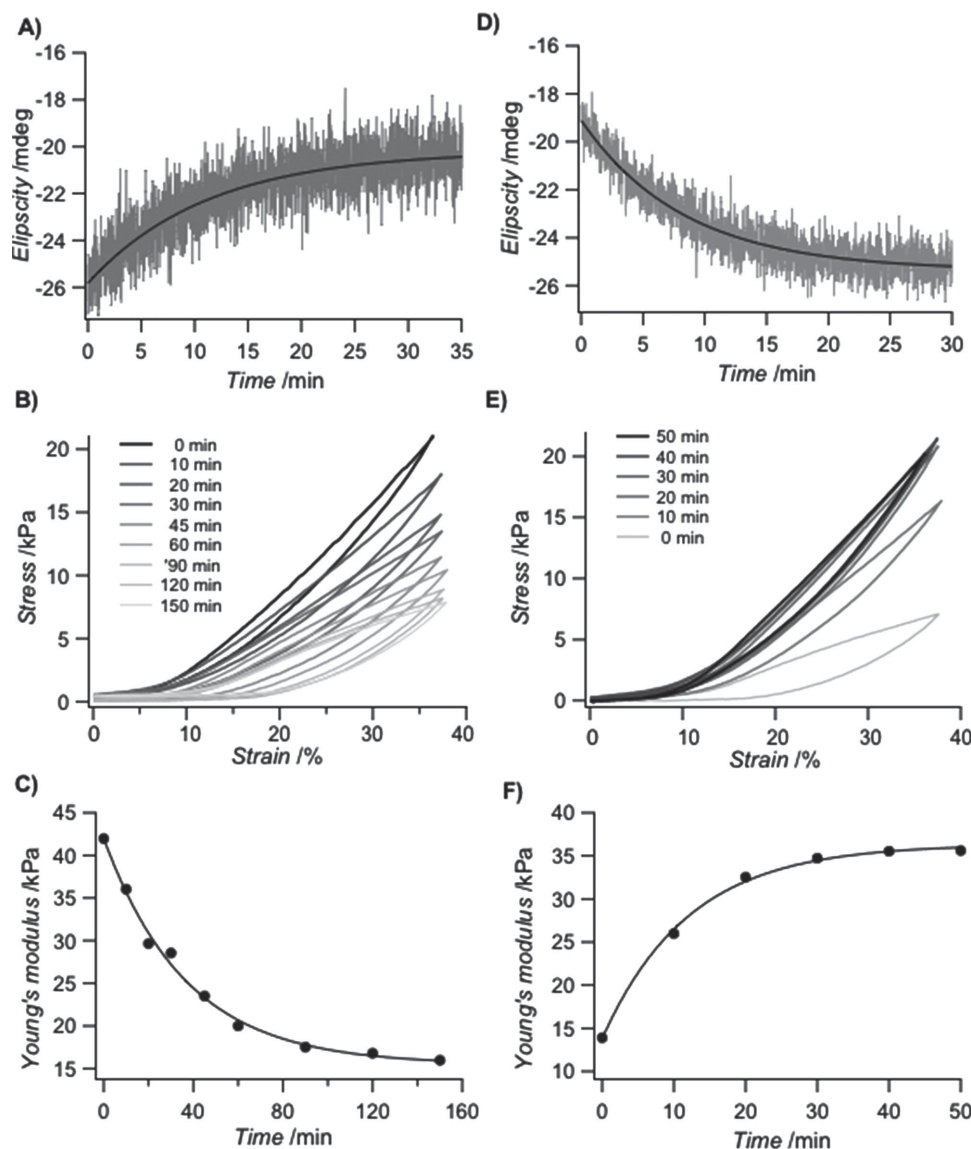 A)
-16
-18
-20
-22
-24
-26
Elipscity /mdeg
0 5 10 15 20 25 30 35
Time /min
D)
-16
-18
-20
-22
-24
-26
Elipscity /mdeg
0 5 10 15 20 25 30
Time /min
B)
20
15
10
5
0
Stress /kPa
0 min
10 min
20 min
30 min
45 min
60 min
'90 min
120 min
150 min
0 10 20 30 40
Strain /%
E)
20
15
10
5
0
Stress /kPa
50 min
40 min
30 min
20 min
10 min
0 min
0 10 20 30 40
Strain /%
C)
45
40
35
30
25
20
15
Young's modulus /kPa
0 40 80 120 160
Time /min
F)
40
35
30
25
20
15
10
Young's modulus /kPa
0 10 20 30 40 50
Time /min